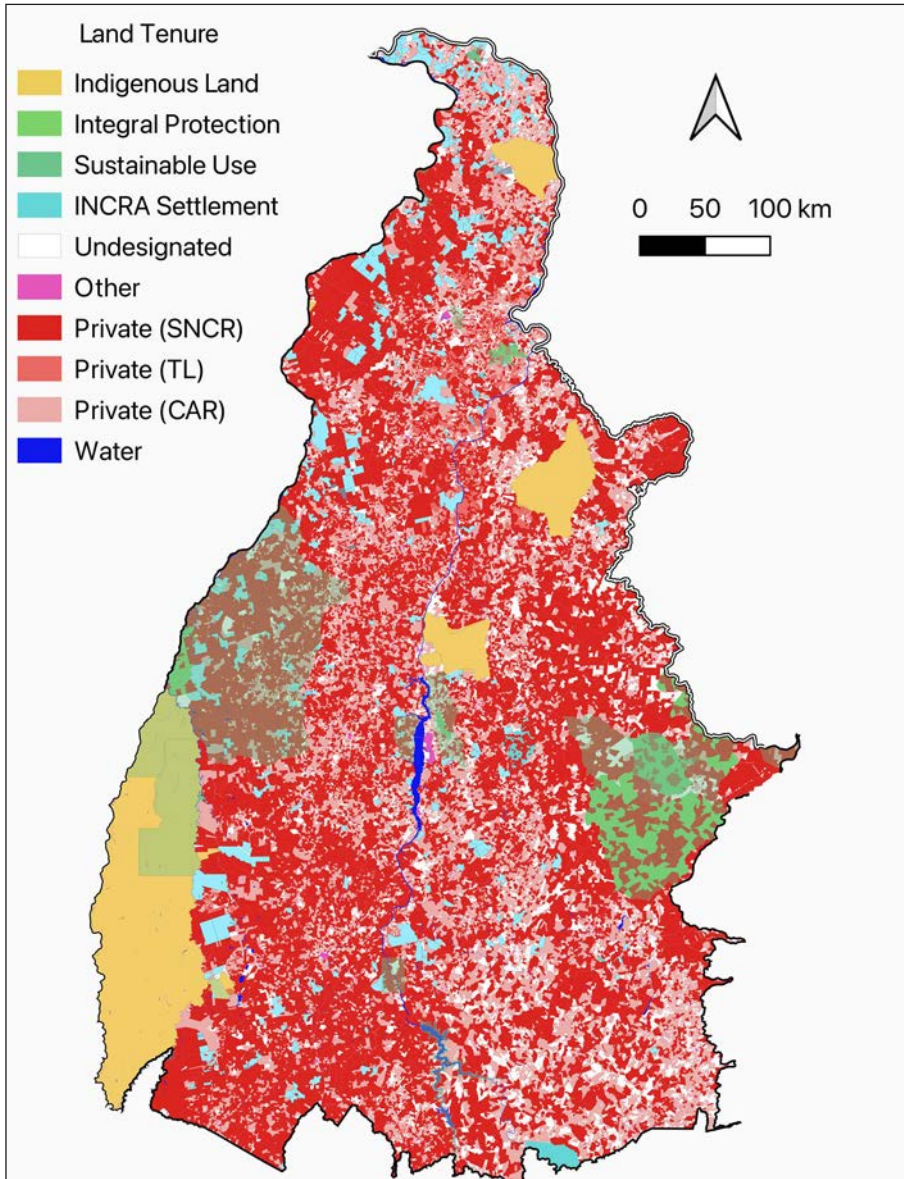 Land Tenure
Indigenous Land
Integral Protection
Sustainable Use
INCRA Settlement
Undesignated
Other
Private (SNCR)
Private (TL)
Private (CAR)
Water
0 50 100 km